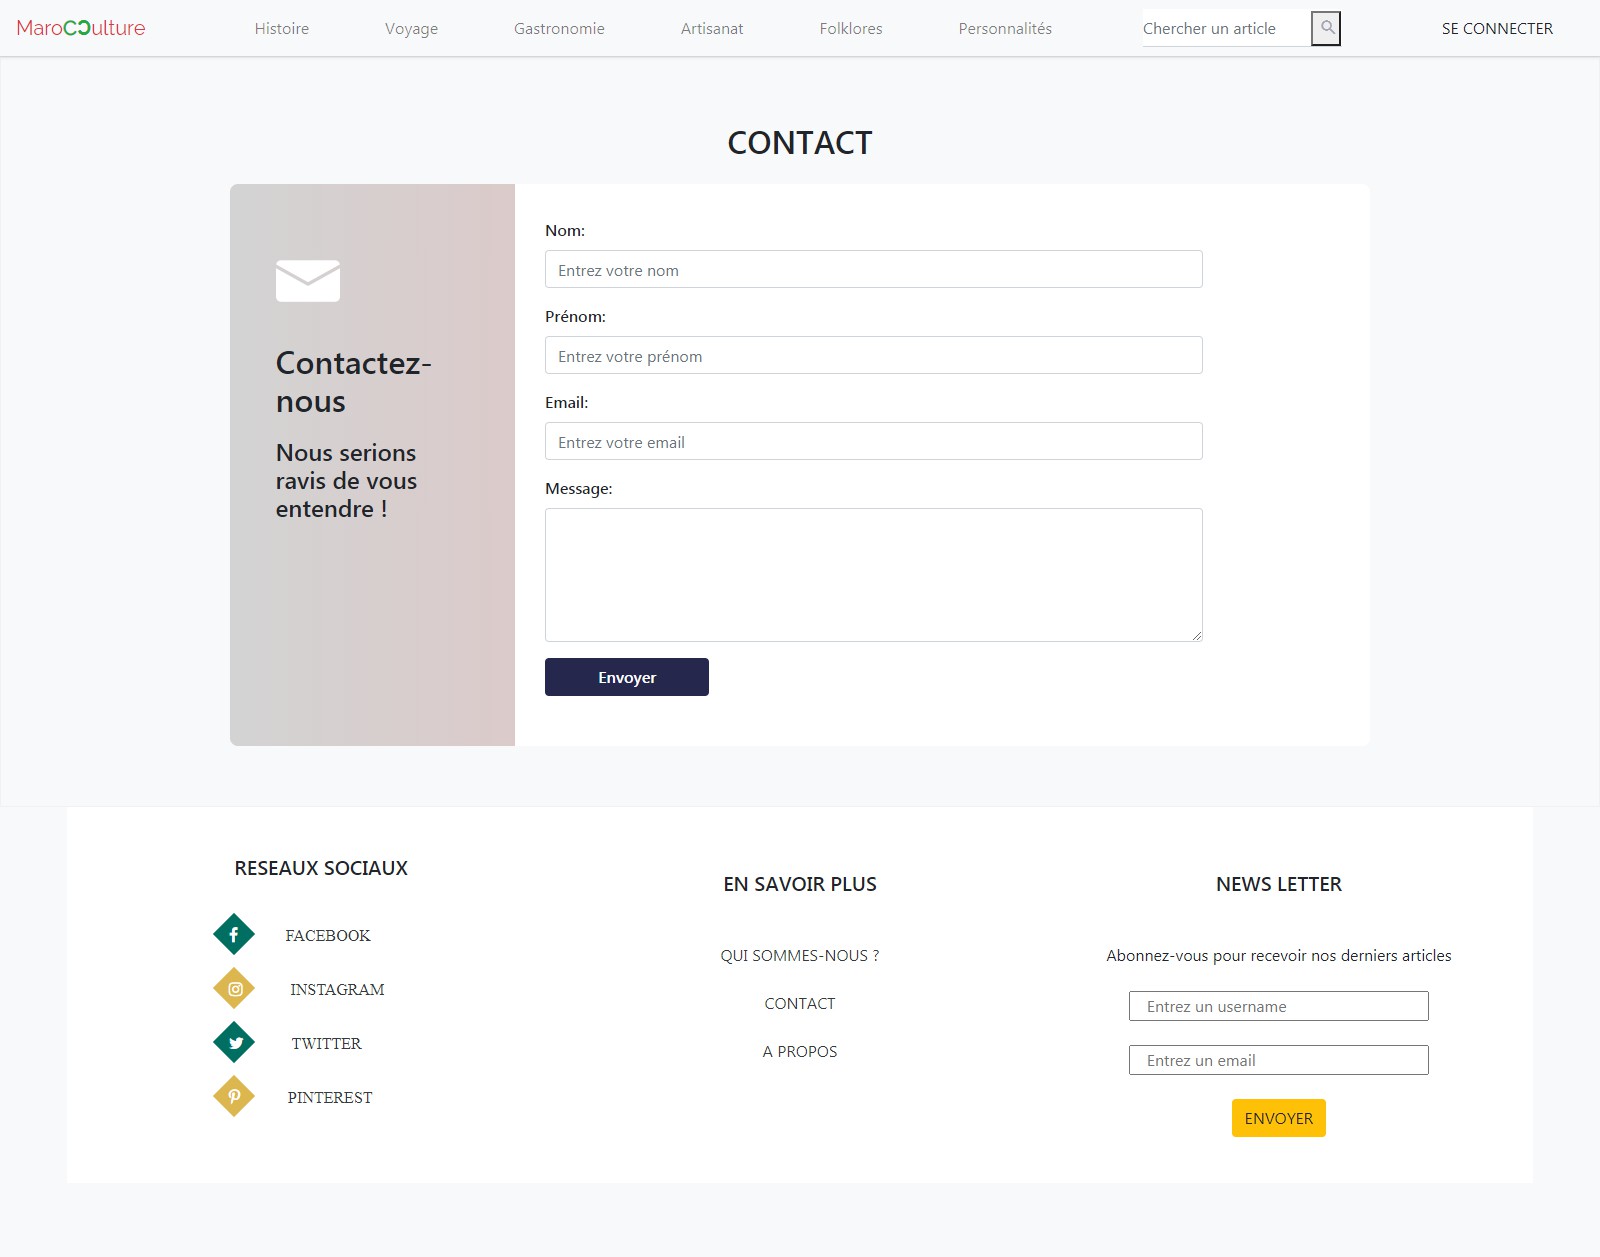 MaroCCulture
Histoire
Voyage
Gastronomie
Artisanat
Folklores
Personnalités
Chercher un article
SE CONNECTER
CONTACT
Contactez-
nous
Nous serions
ravis de vous
entendre !
Nom:
Entrez votre nom
Prénom:
Entrez votre prénom
Email:
Entrez votre email
Message:
Envoyer
RESEAUX SOCIAUX
FACEBOOK
INSTAGRAM
TWITTER
PINTEREST
EN SAVOIR PLUS
QUI SOMMES-NOUS ?
CONTACT
A PROPOS
NEWS LETTER
Abonnez-vous pour recevoir nos derniers articles
Entrez un username
Entrez un email
ENVOYER